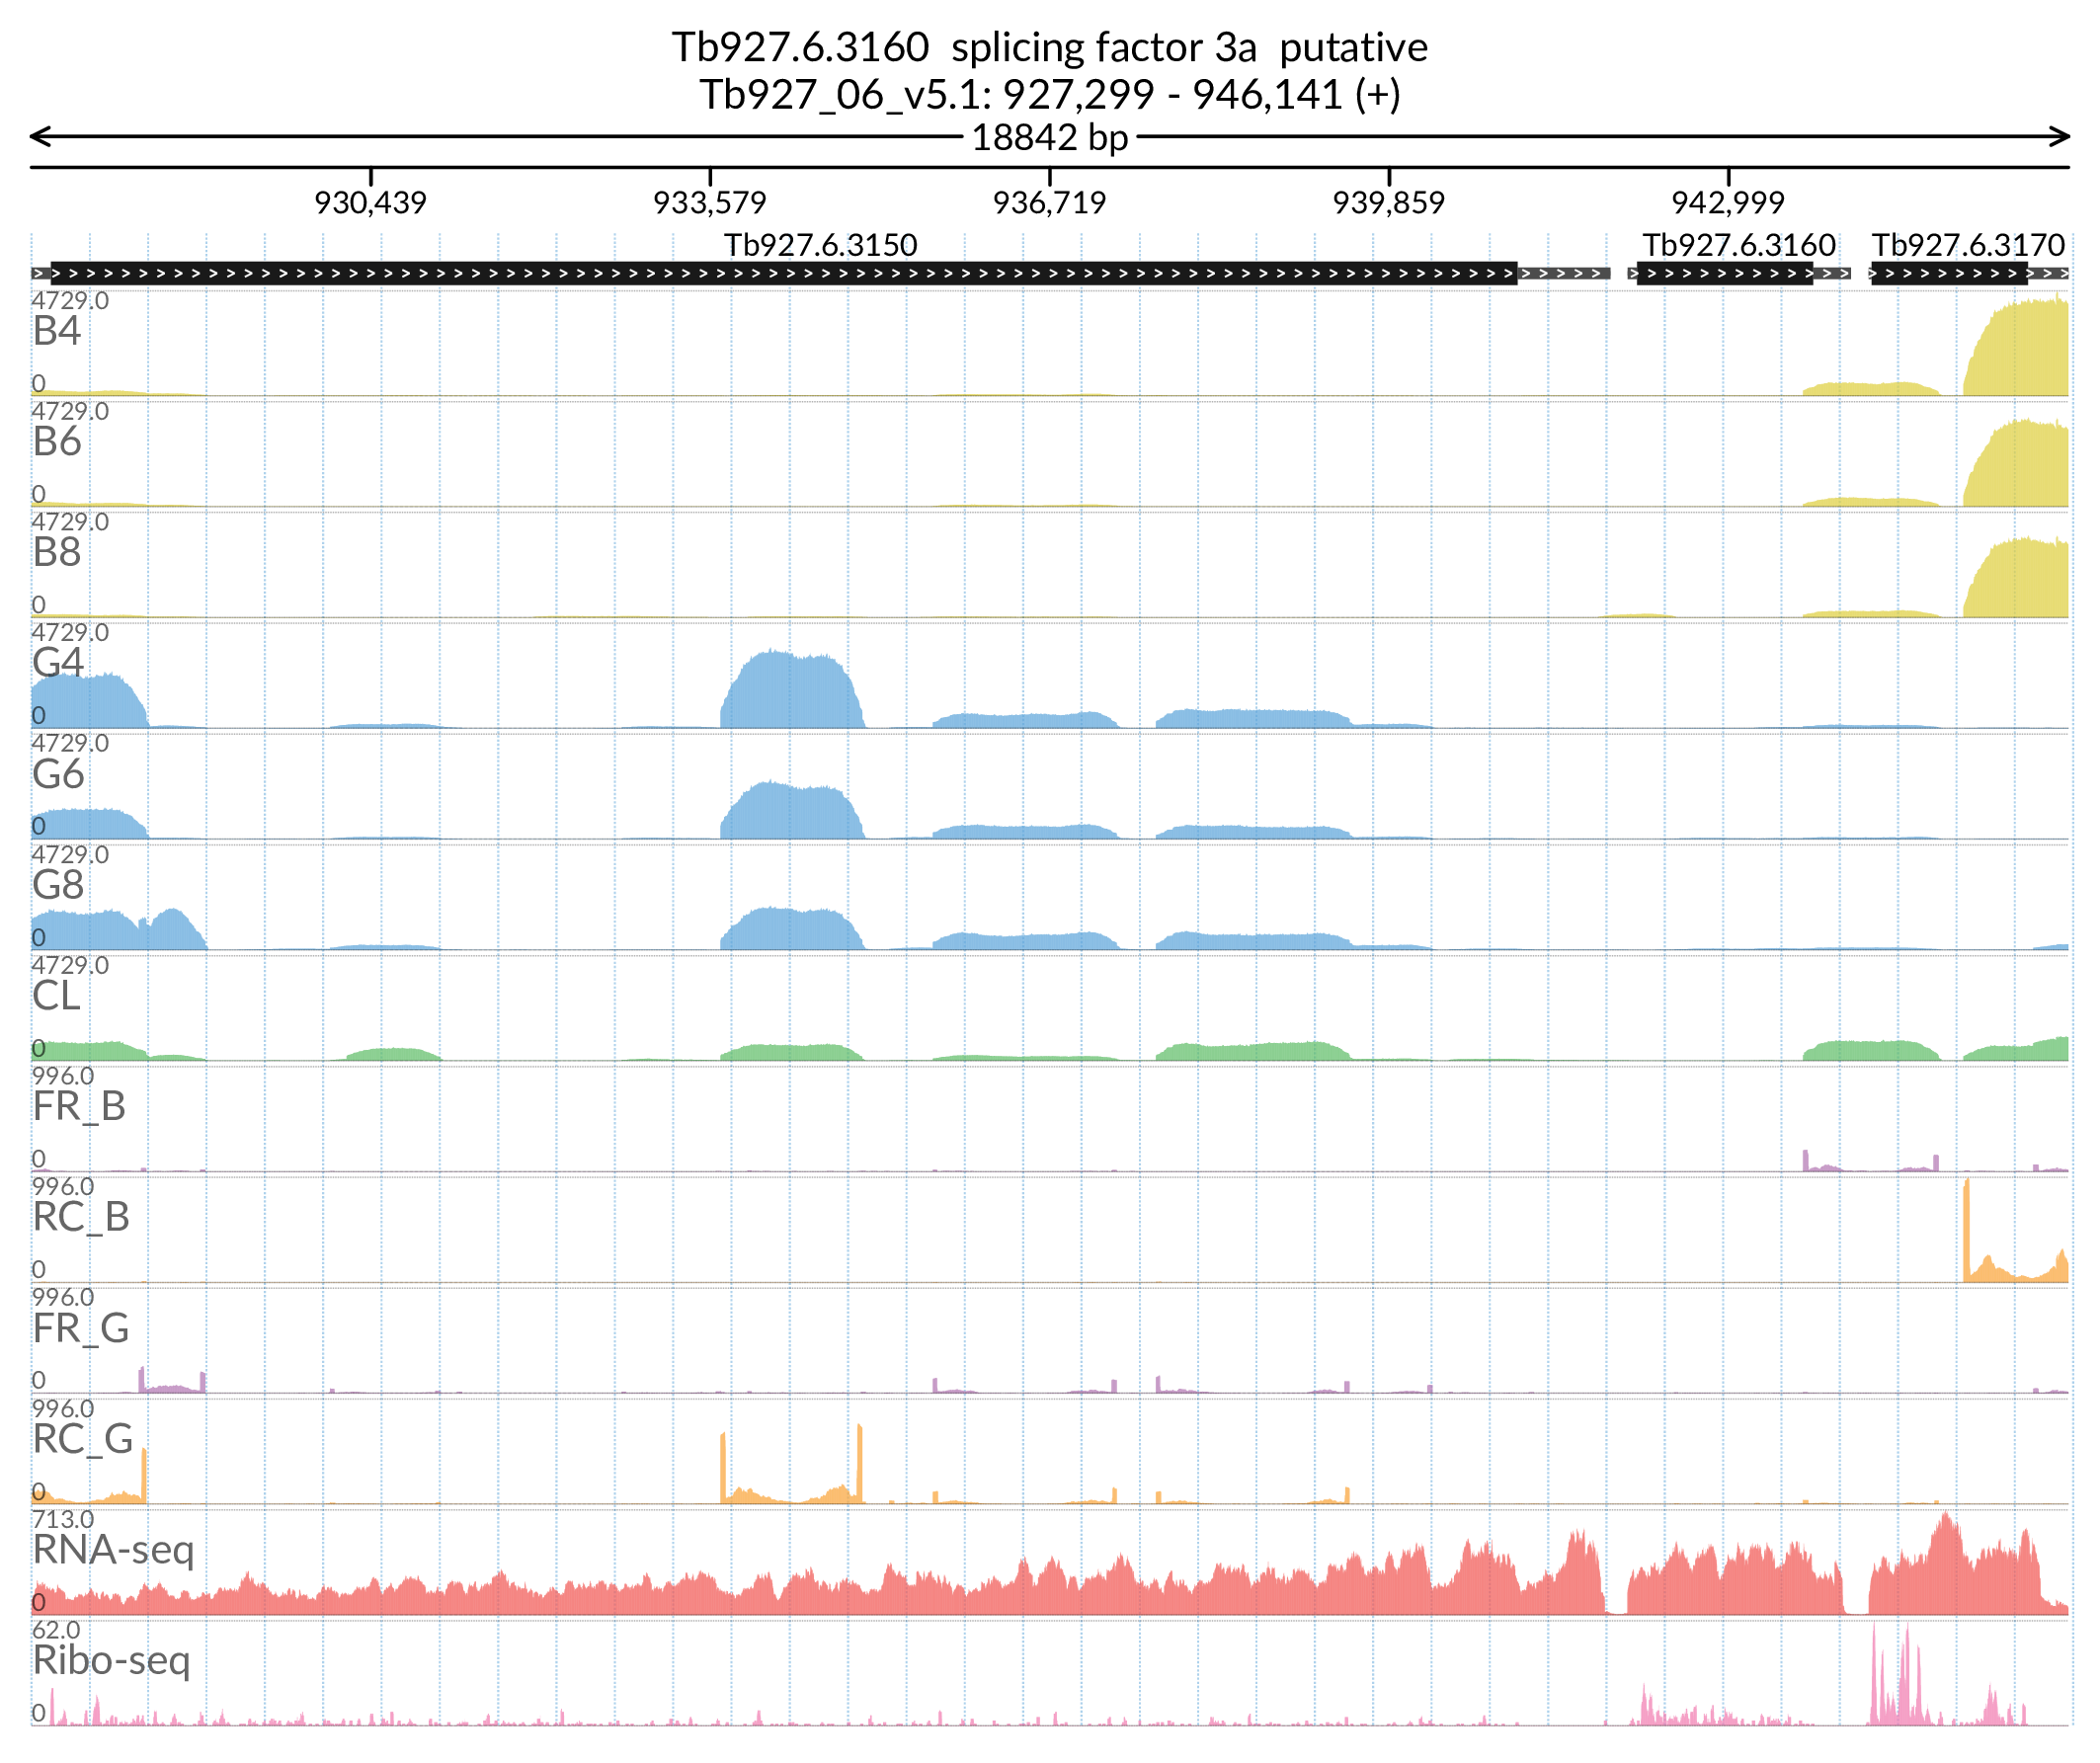 Tb927.6.3160 splicing factor 3a putative
Tb927_06_v5.1: 927,299 - 946,141 (+)
18842 bp
930,439 933,579 936,719 939,859 942,999
Tb927.6.3150 Tb927.6.3160 Tb927.6.3170
4729.0
B4
0
4729.0
B6
0
4729.0
B8
0
4729.0
G4
0
4729.0
G6
0
4729.0
G8
0
4729.0
CL
0
996.0
FR_B
0
996.0
RC_B
0
996.0
FR_G
0
996.0
RC_G
0
713.0
RNA-seq
0
62.0
Ribo-seq
0